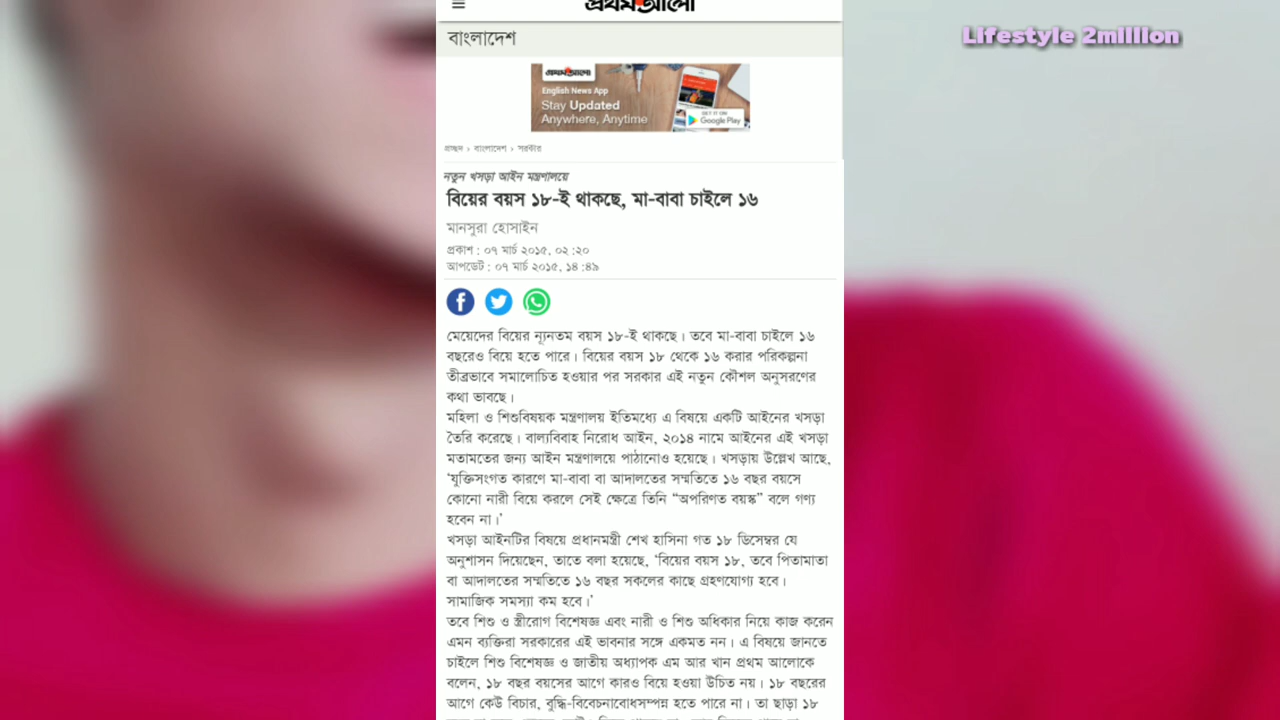 প্রথম আলো
Lifestyle 2million
বাংলাদেশ
প্রথম আলো
English News App
Stay Updated
Anywhere, Anytime
GET IT ON
Google Play
প্রচ্ছদ › বাংলাদেশ › সরকার
নতুন খসড়া আইন মন্ত্রণালয়ে
বিয়ের বয়স ১৮-ই থাকছে, মা-বাবা চাইলে ১৬
মানসুরা হোসাইন
প্রকাশ : ০৭ মার্চ ২০১৫, ০২ :২০
আপডেট : ০৭ মার্চ ২০১৫, ১৪ :৪৯
মেয়েদের বিয়ের ন্যূনতম বয়স ১৮-ই থাকছে। তবে মা-বাবা চাইলে ১৬
বছরেও বিয়ে হতে পারে। বিয়ের বয়স ১৮ থেকে ১৬ করার পরিকল্পনা
তীব্রভাবে সমালোচিত হওয়ার পর সরকার এই নতুন কৌশল অনুসরণের
কথা ভাবছে।
মহিলা ও শিশুবিষয়ক মন্ত্রণালয় ইতিমধ্যে এ বিষয়ে একটি আইনের খসড়া
তৈরি করেছে। বাল্যবিবাহ নিরোধ আইন, ২০১৪ নামে আইনের এই খসড়া
মতামতের জন্য আইন মন্ত্রণালয়ে পাঠানোও হয়েছে। খসড়ায় উল্লেখ আছে,
‘যুক্তিসংগত কারণে মা-বাবা বা আদালতের সম্মতিতে ১৬ বছর বয়সে
কোনো নারী বিয়ে করলে সেই ক্ষেত্রে তিনি “অপরিণত বয়স্ক” বলে গণ্য
হবেন না।’
খসড়া আইনটির বিষয়ে প্রধানমন্ত্রী শেখ হাসিনা গত ১৮ ডিসেম্বর যে
অনুশাসন দিয়েছেন, তাতে বলা হয়েছে, ‘বিয়ের বয়স ১৮, তবে পিতামাতা
বা আদালতের সম্মতিতে ১৬ বছর সকলের কাছে গ্রহণযোগ্য হবে।
সামাজিক সমস্যা কম হবে।’
তবে শিশু ও স্ত্রীরোগ বিশেষজ্ঞ এবং নারী ও শিশু অধিকার নিয়ে কাজ করেন
এমন ব্যক্তিরা সরকারের এই ভাবনার সঙ্গে একমত নন। এ বিষয়ে জানতে
চাইলে শিশু বিশেষজ্ঞ ও জাতীয় অধ্যাপক এম আর খান প্রথম আলোকে
বলেন, ১৮ বছর বয়সের আগে কারও বিয়ে হওয়া উচিত নয়। ১৮ বছরের
আগে কেউ বিচার, বুদ্ধি-বিবেচনাবোধসম্পন্ন হতে পারে না। তা ছাড়া ১৮